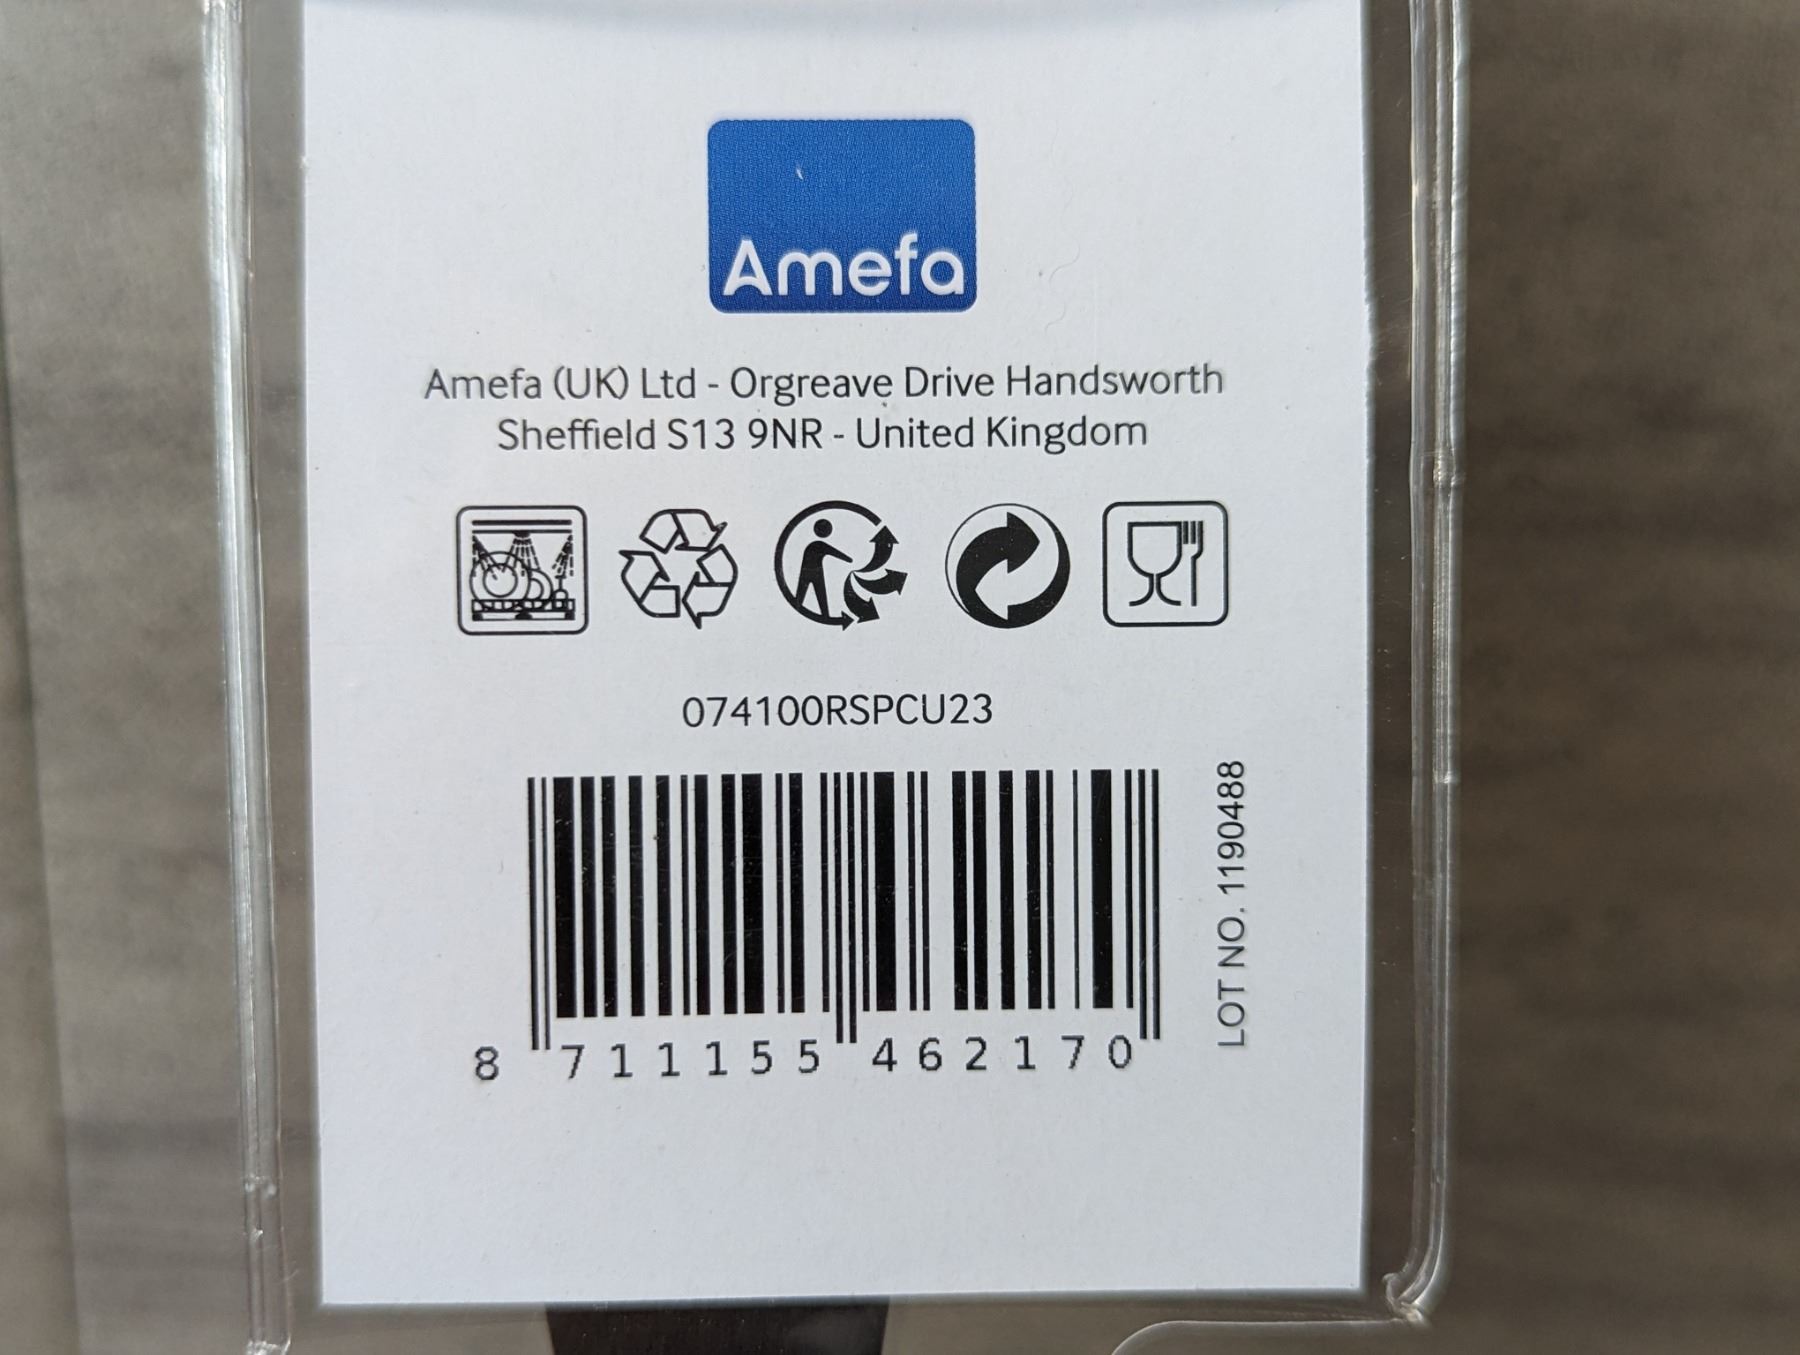 Amefa
Amefa (UK) Ltd - Orgreave Drive Handsworth
Sheffield S13 9NR - United Kingdom
074100RSPCU23
8 711155 462170
LOT NO. 1190488